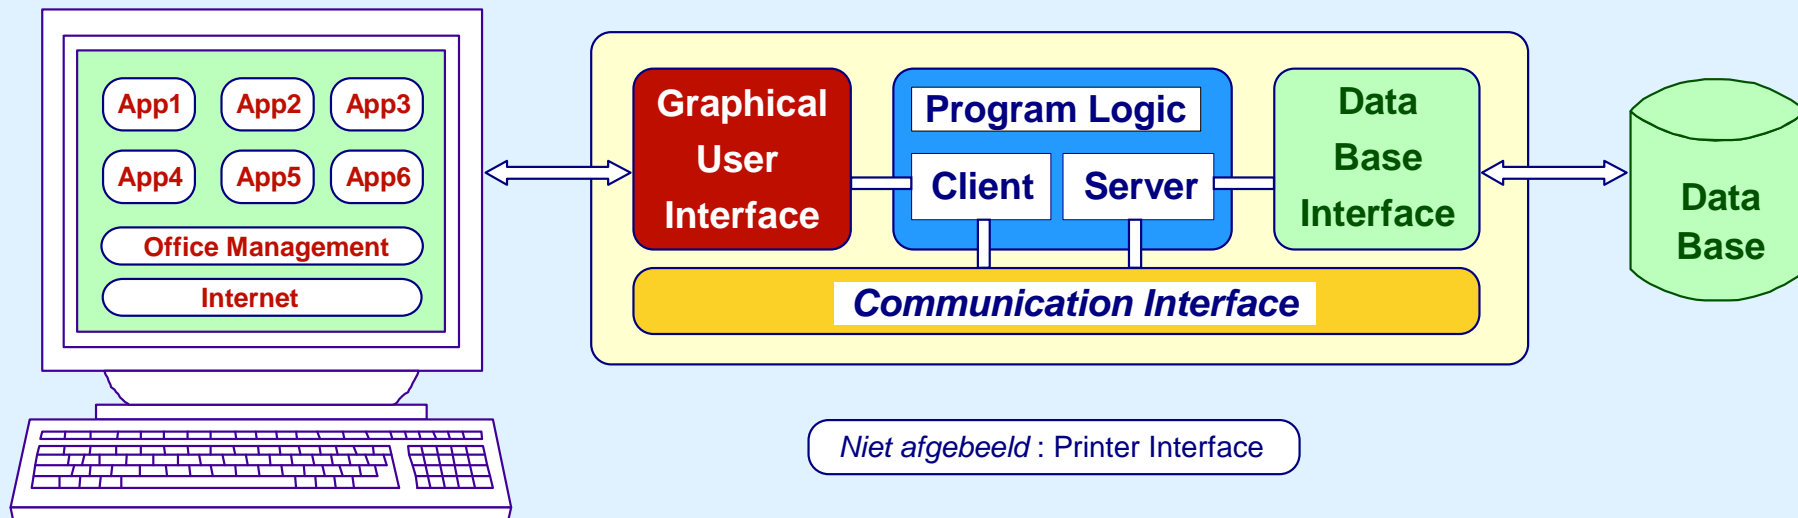 App1
App2
App3
App4
App5
App6
Office Management
Internet
Graphical
User
Interface
Program Logic
Client
Server
Data
Base
Interface
Communication Interface
Data
Base
Niet afgebeeld : Printer Interface